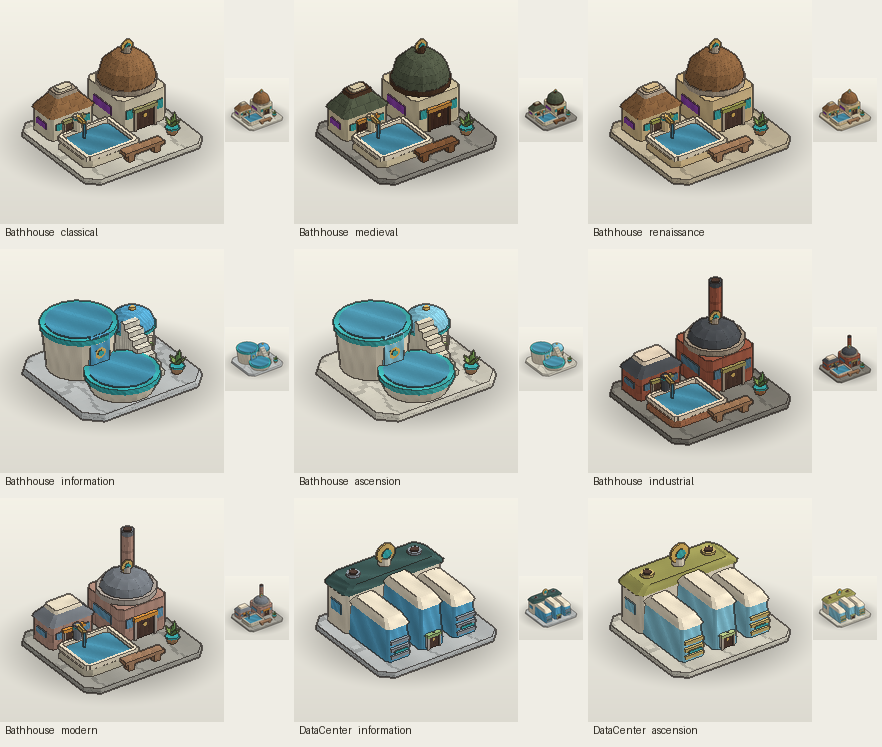 Bathhouse classical
Bathhouse medieval
Bathhouse renaissance
Bathhouse information
Bathhouse ascension
Bathhouse industrial
Bathhouse modern
DataCenter information
DataCenter ascension